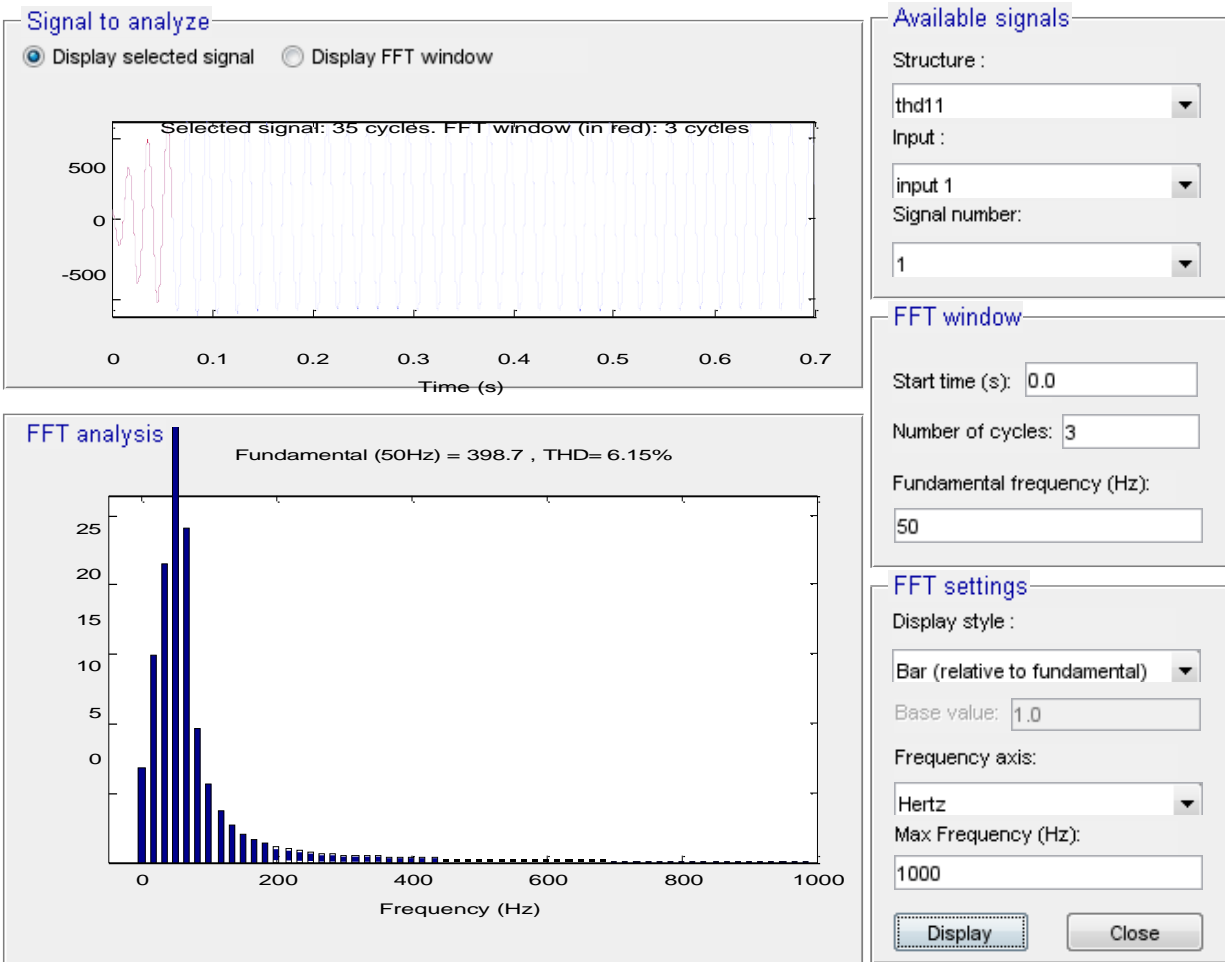 Signal to analyze
Display selected signal
Display FFT window
Selected signal: 35 cycles. FFT window (in red): 3 cycles
500
0
-500
0 0.1 0.2 0.3 0.4 0.5 0.6 0.7
Time (s)
FFT analysis
Fundamental (50Hz) = 398.7 , THD= 6.15%
25
20
15
10
5
0
0 200 400 600 800 1000
Frequency (Hz)
Available signals
Structure :
thd11
Input :
input 1
Signal number:
1
FFT window
Start time (s): 0.0
Number of cycles: 3
Fundamental frequency (Hz):
50
FFT settings
Display style :
Bar (relative to fundamental)
Base value: 1.0
Frequency axis:
Hertz
Max Frequency (Hz):
1000
Display Close